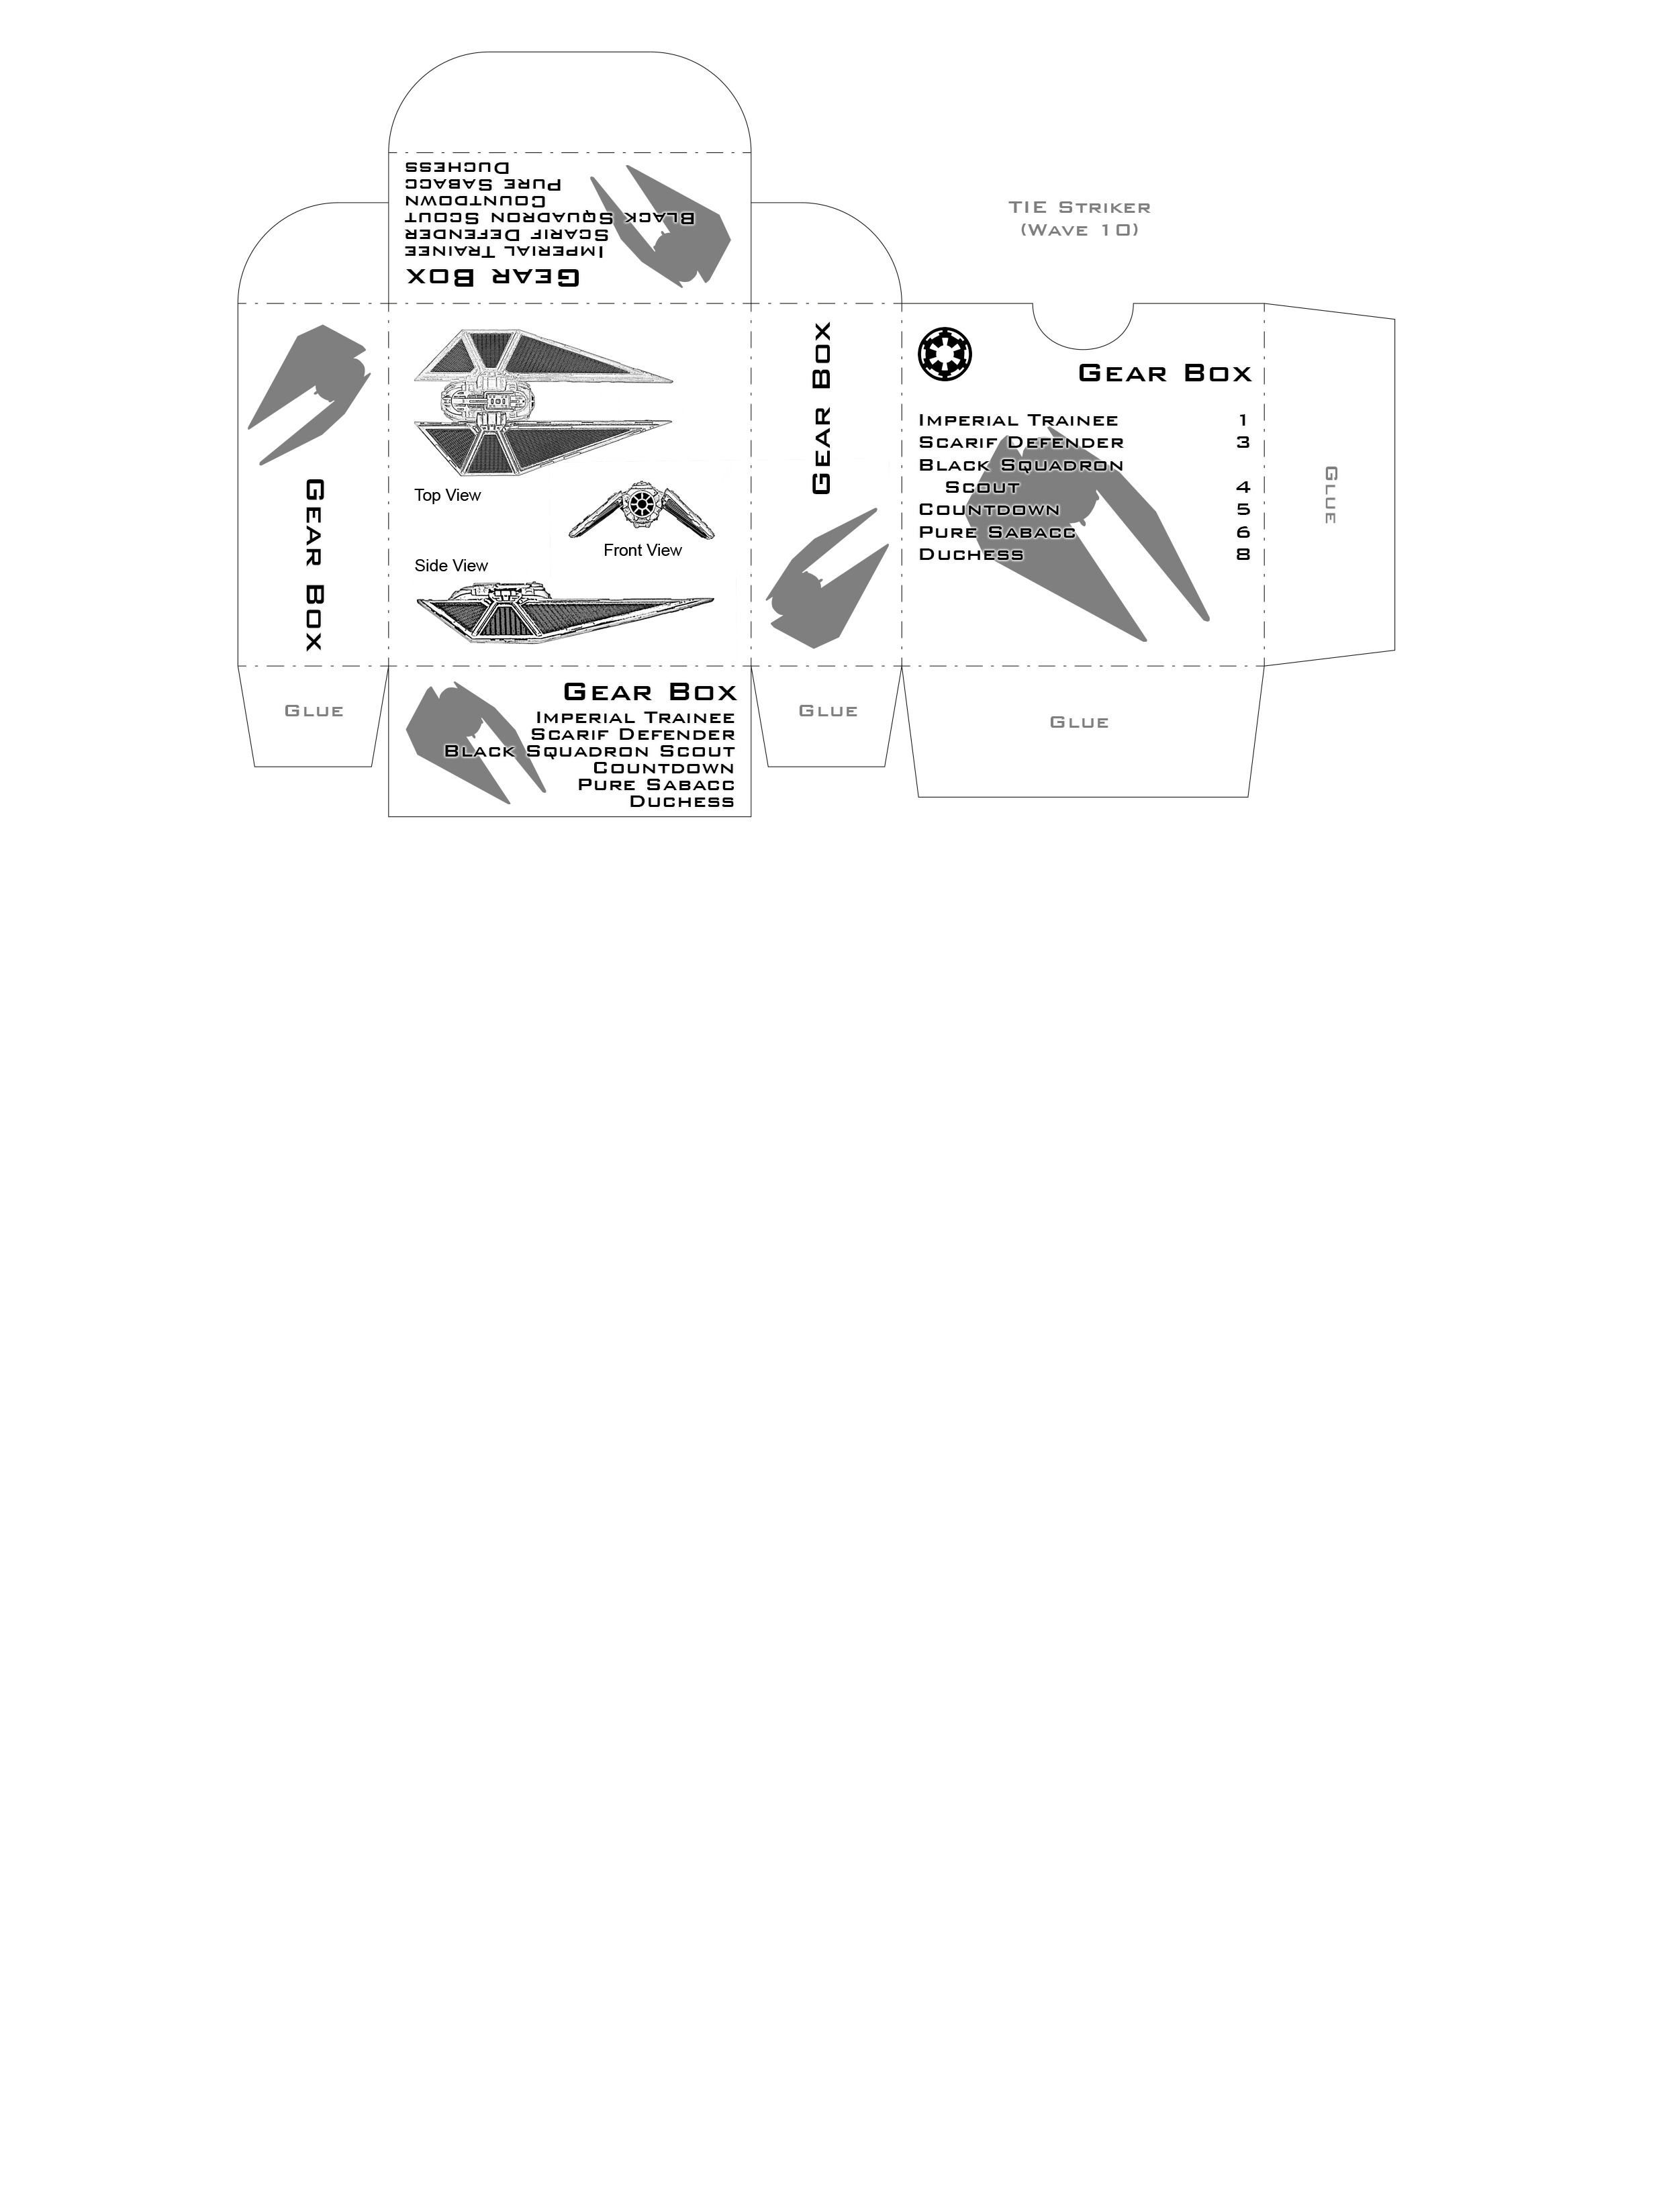 Duchess
Pure Sabacc
Countdown
Black Squadron Scout
Scarif Defender
Imperial Trainee
Gear Box
TIE Striker
(Wave 10)
Gear Box
Top View
Front View
Side View
Gear Box
Gear Box
Imperial Trainee 1
Scarif Defender 3
Black Squadron
Scout 4
Countdown 5
Pure Sabacc 6
Duchess 8
Glue
Glue
Gear Box
Imperial Trainee
Scarif Defender
Black Squadron Scout
Countdown
Pure Sabacc
Duchess
Glue
Glue